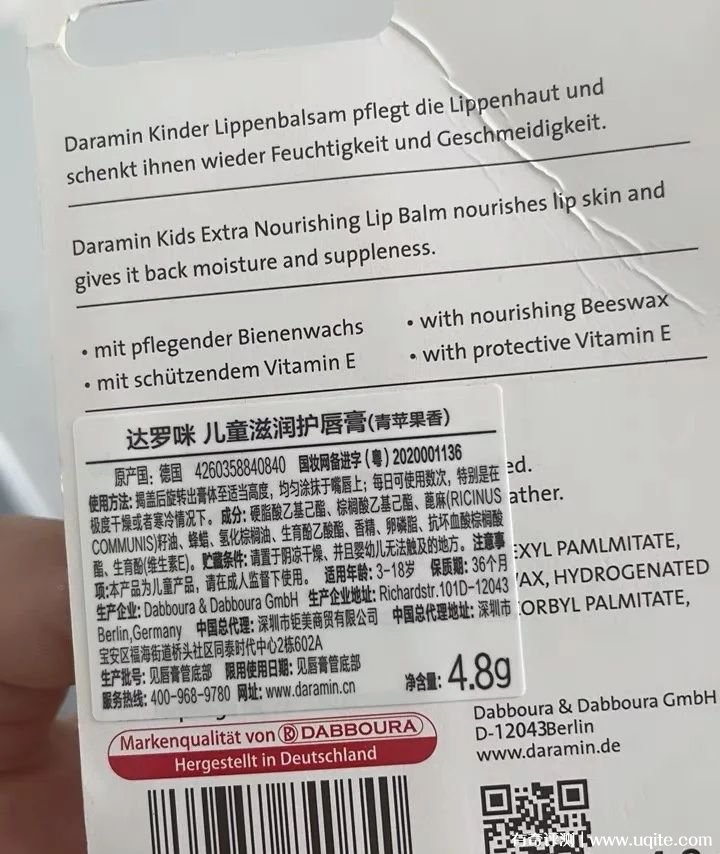 Daramin Kinder Lippenbalsam pflegt die Lippenhaut und
schenkt ihnen wieder Feuchtigkeit und Geschmeidigkeit.
Daramin Kids Extra Nourishing Lip Balm nourishes lip skin and
gives it back moisture and suppleness.
• mit pflegender Bienenwachs
• mit schützendem Vitamin E
• with nourishing Beeswax
• with protective Vitamin E
达罗咪 儿童滋润护唇膏(青苹果香)
原产国: 德国 4260358840840 国妆网备进字 (粤) 2020001136
使用方法: 揭盖后旋转出膏体至适当高度, 均匀涂抹于嘴唇上; 每日可使用数次, 特别是在
极度干燥或者寒冷情况下。 成分: 硬脂酸乙基己酯、棕榈酸乙基己酯、蓖麻(RICINUS
COMMUNIS)籽油、蜂蜡、氢化棕榈油、生育酚乙酸酯、香精、卵磷脂、抗坏血酸棕榈酸
酯、生育酚(维生素E)。 贮藏条件: 请置于阴凉干燥、并且婴幼儿无法触及的地方。 注意事
项:本产品为儿童产品, 请在成人监督下使用。 适用年龄: 3-18岁 保质期: 36个月
生产企业: Dabboura & Dabboura GmbH 生产企业地址: Richardstr.101D-12043
Berlin,Germany 中国总代理: 深圳市钜美商贸有限公司 中国总代理地址: 深圳市
宝安区福海街道桥头社区同泰时代中心2栋602A
生产批号: 见唇膏管底部 限用使用日期: 见唇膏管底部
服务热线: 400-968-9780 网址: www.daramin.cn
净含量: 4.8g
ed.
ather.
EXYL PAMLMITATE,
AX, HYDROGENATED
ORBYL PALMITATE,
Markenqualität von ® DABBOURA
Hergestellt in Deutschland
Dabboura & Dabboura GmbH
D-12043Berlin
www.daramin.de
有奇评测 | www.uqite.com